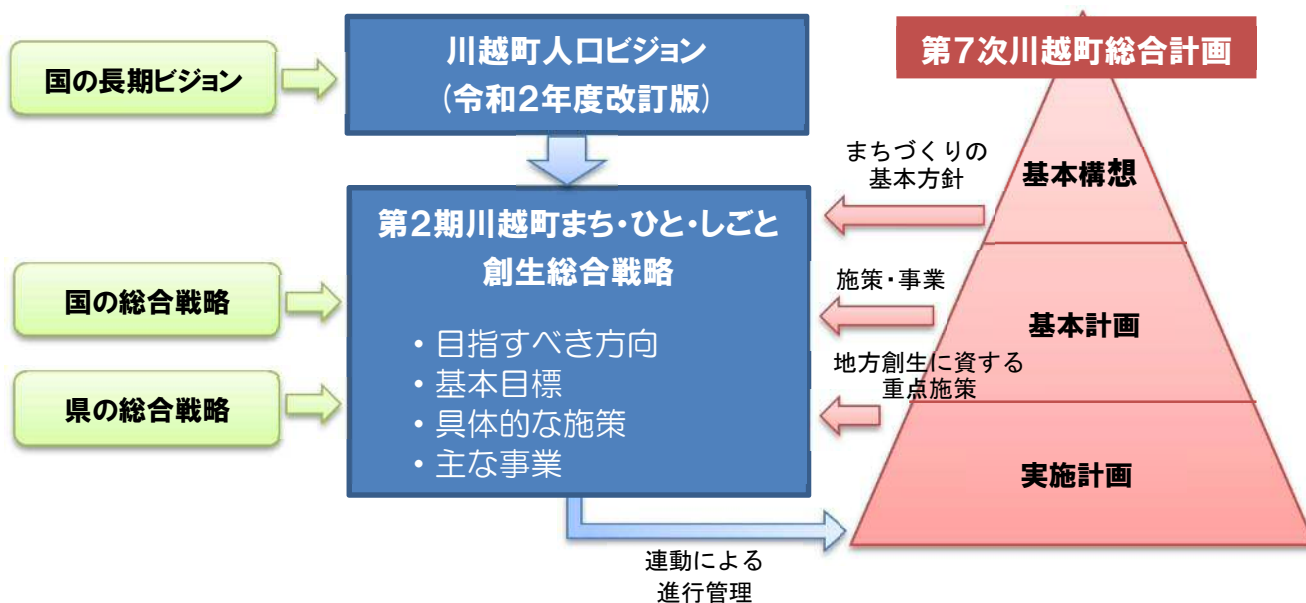 国の長期ビジョン
川越町人口ビジョン
(令和2年度改訂版)
第7次川越町総合計画
まちづくりの
基本方針
基本構想
第2期川越町まち・ひと・しごと
創生総合戦略
・目指すべき方向
・基本目標
・具体的な施策
・主な事業
国の総合戦略
県の総合戦略
施策・事業
基本計画
地方創生に資する
重点施策
実施計画
連動による
進行管理